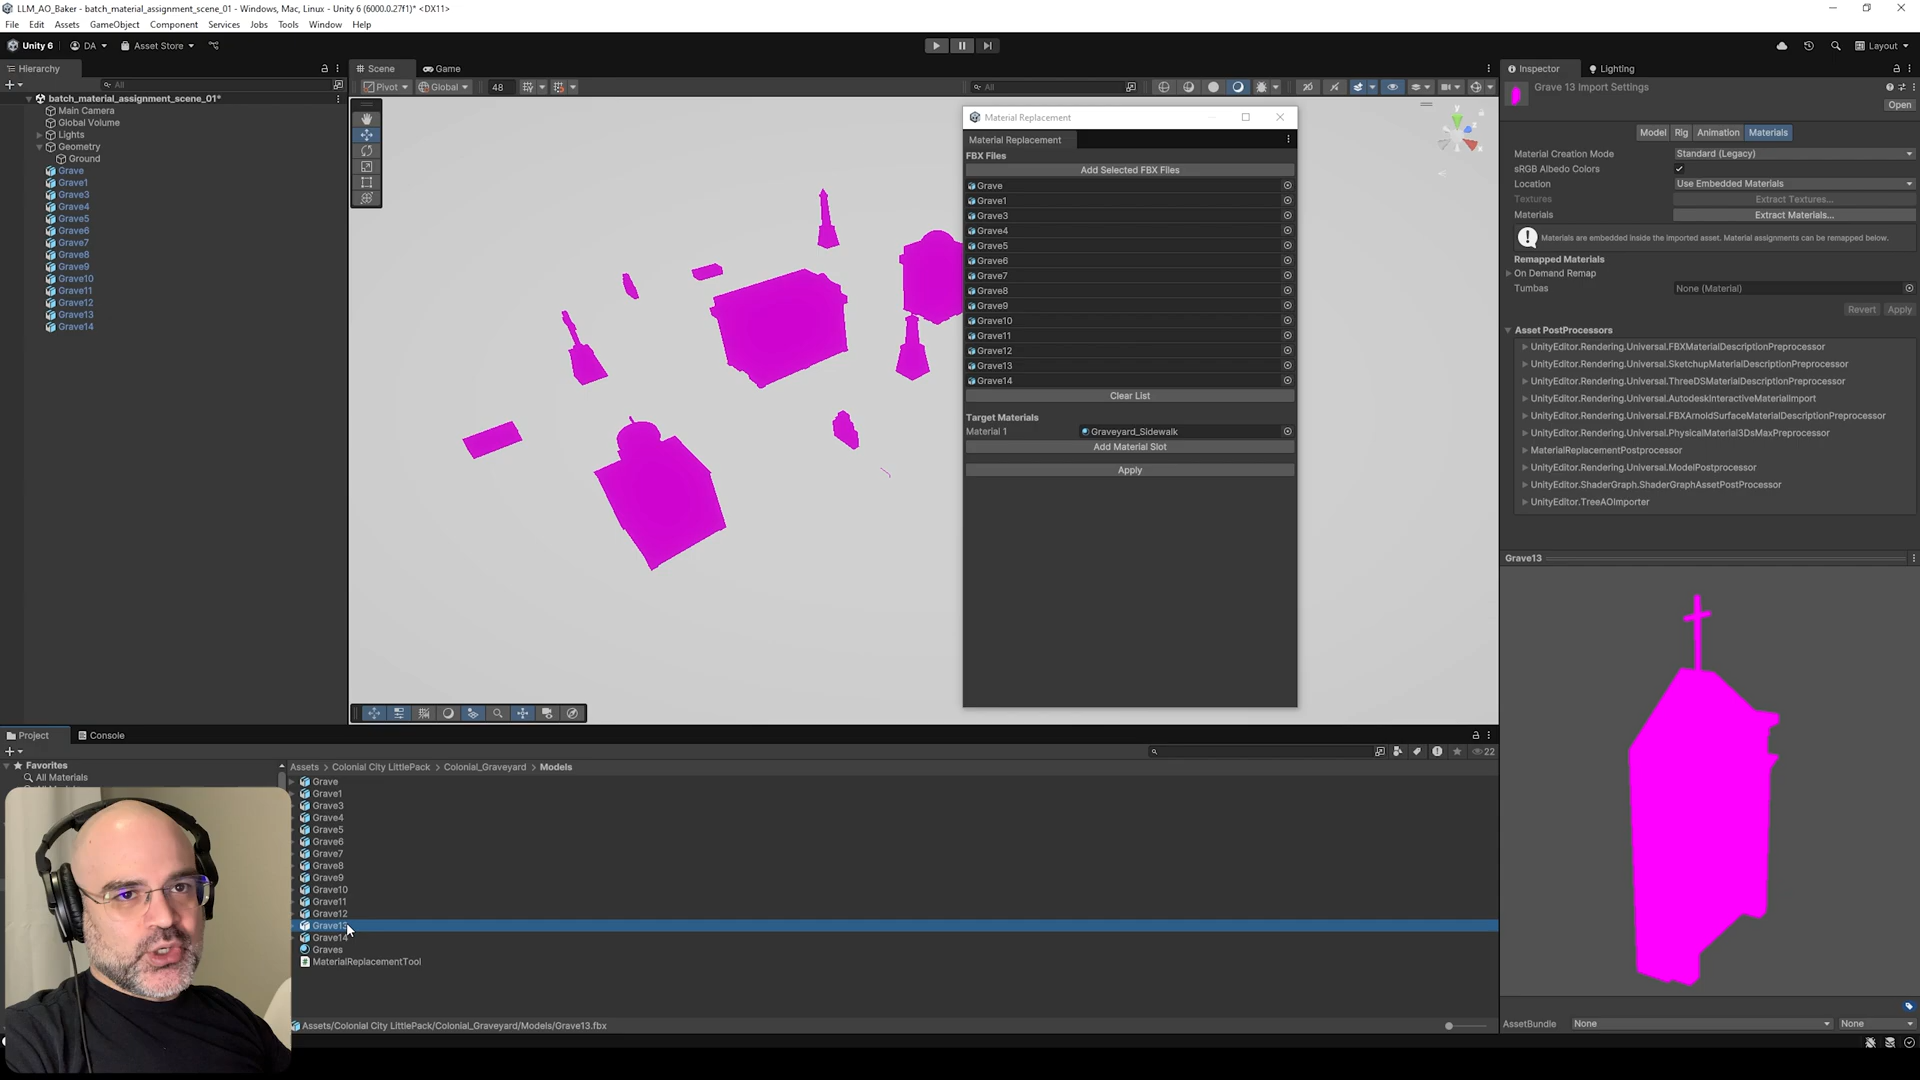 LLM_AO_Baker - batch_material_assignment_scene_01* - Windows, Mac, Linux - Unity 6 (6000.0.27f1)* <DX11>
File Edit Assets GameObject Component Services Jobs Tools Window Help
Unity 6 DA Asset Store Layout
Hierarchy
All
batch_material_assignment_scene_01*
Main Camera
Global Volume
Lights
Geometry
Ground
Grave
Grave1
Grave3
Grave4
Grave5
Grave6
Grave7
Grave8
Grave9
Grave10
Grave11
Grave12
Grave13
Grave14
Scene Game
Pivot Global 48 All 2D
y
Material Replacement
Material Replacement
FBX Files
Add Selected FBX Files
Grave
Grave1
Grave3
Grave4
Grave5
Grave6
Grave7
Grave8
Grave9
Grave10
Grave11
Grave12
Grave13
Grave14
Clear List
Target Materials
Material 1 Graveyard_Sidewalk
Add Material Slot
Apply
Inspector Lighting
Grave 13 Import Settings
Open
Model Rig Animation Materials
Material Creation Mode Standard (Legacy)
sRGB Albedo Colors
Location Use Embedded Materials
Textures Extract Textures...
Materials Extract Materials...
Materials are embedded inside the imported asset. Material assignments can be remapped below.
Remapped Materials
On Demand Remap
Tumbas None (Material)
Revert Apply
Asset PostProcessors
UnityEditor.Rendering.Universal.FBXMaterialDescriptionPreprocessor
UnityEditor.Rendering.Universal.SketchupMaterialDescriptionPreprocessor
UnityEditor.Rendering.Universal.ThreeDSMaterialDescriptionPreprocessor
UnityEditor.Rendering.Universal.AutodeskInteractiveMaterialImport
UnityEditor.Rendering.Universal.FBXArnoldSurfaceMaterialDescriptionPreprocessor
UnityEditor.Rendering.Universal.PhysicalMaterial3DsMaxPreprocessor
MaterialReplacementPostprocessor
UnityEditor.Rendering.Universal.ModelPostprocessor
UnityEditor.ShaderGraph.ShaderGraphAssetPostProcessor
UnityEditor.TreeAOImporter
Grave13
AssetBundle None None
Project Console
22
Favorites
All Materials
Assets > Colonial City LittlePack > Colonial_Graveyard > Models
Grave
Grave1
Grave3
Grave4
Grave5
Grave6
Grave7
Grave8
Grave9
Grave10
Grave11
Grave12
Grave13
Grave14
Graves
MaterialReplacementTool
Assets/Colonial City LittlePack/Colonial_Graveyard/Models/Grave13.fbx